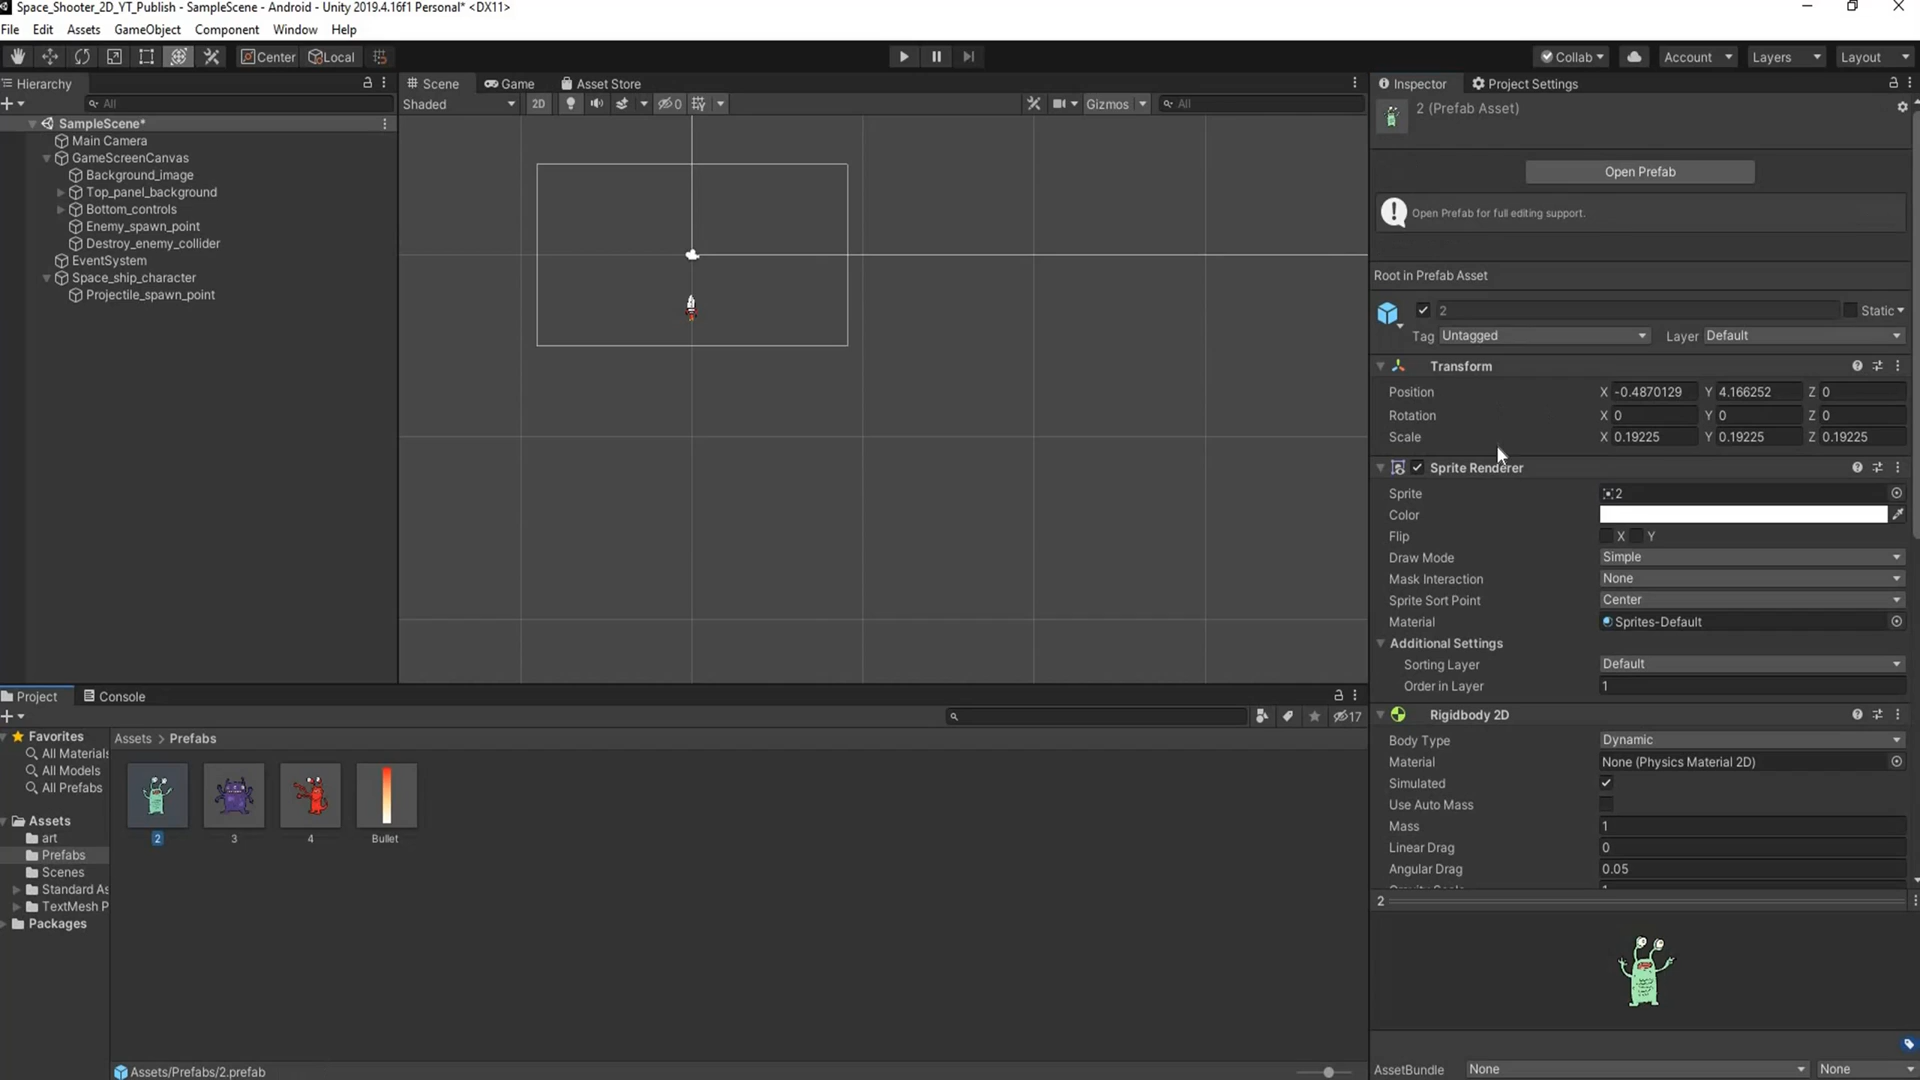 Space_Shooter_2D_YT_Publish - SampleScene - Android - Unity 2019.4.16f1 Personal* <DX11>
File Edit Assets GameObject Component Window Help
Center Local
Collab Account Layers Layout
Hierarchy
All
SampleScene*
Main Camera
GameScreenCanvas
Background_image
Top_panel_background
Bottom_controls
Enemy_spawn_point
Destroy_enemy_collider
EventSystem
Space_ship_character
Projectile_spawn_point
Scene Game Asset Store
Shaded 2D 0 Gizmos All
Inspector Project Settings
2 (Prefab Asset)
Open Prefab
Open Prefab for full editing support.
Root in Prefab Asset
2 Static
Tag Untagged Layer Default
Transform
Position X -0.4870129 Y 4.166252 Z 0
Rotation X 0 Y 0 Z 0
Scale X 0.19225 Y 0.19225 Z 0.19225
Sprite Renderer
Sprite 2
Color
Flip X Y
Draw Mode Simple
Mask Interaction None
Sprite Sort Point Center
Material Sprites-Default
Additional Settings
Sorting Layer Default
Order in Layer 1
Rigidbody 2D
Body Type Dynamic
Material None (Physics Material 2D)
Simulated
Use Auto Mass
Mass 1
Linear Drag 0
Angular Drag 0.05
2
AssetBundle None None
Project Console
17
Favorites
All Materials
All Models
All Prefabs
Assets
art
Prefabs
Scenes
Standard As
TextMesh P
Packages
Assets > Prefabs
2 3 4 Bullet
Assets/Prefabs/2.prefab